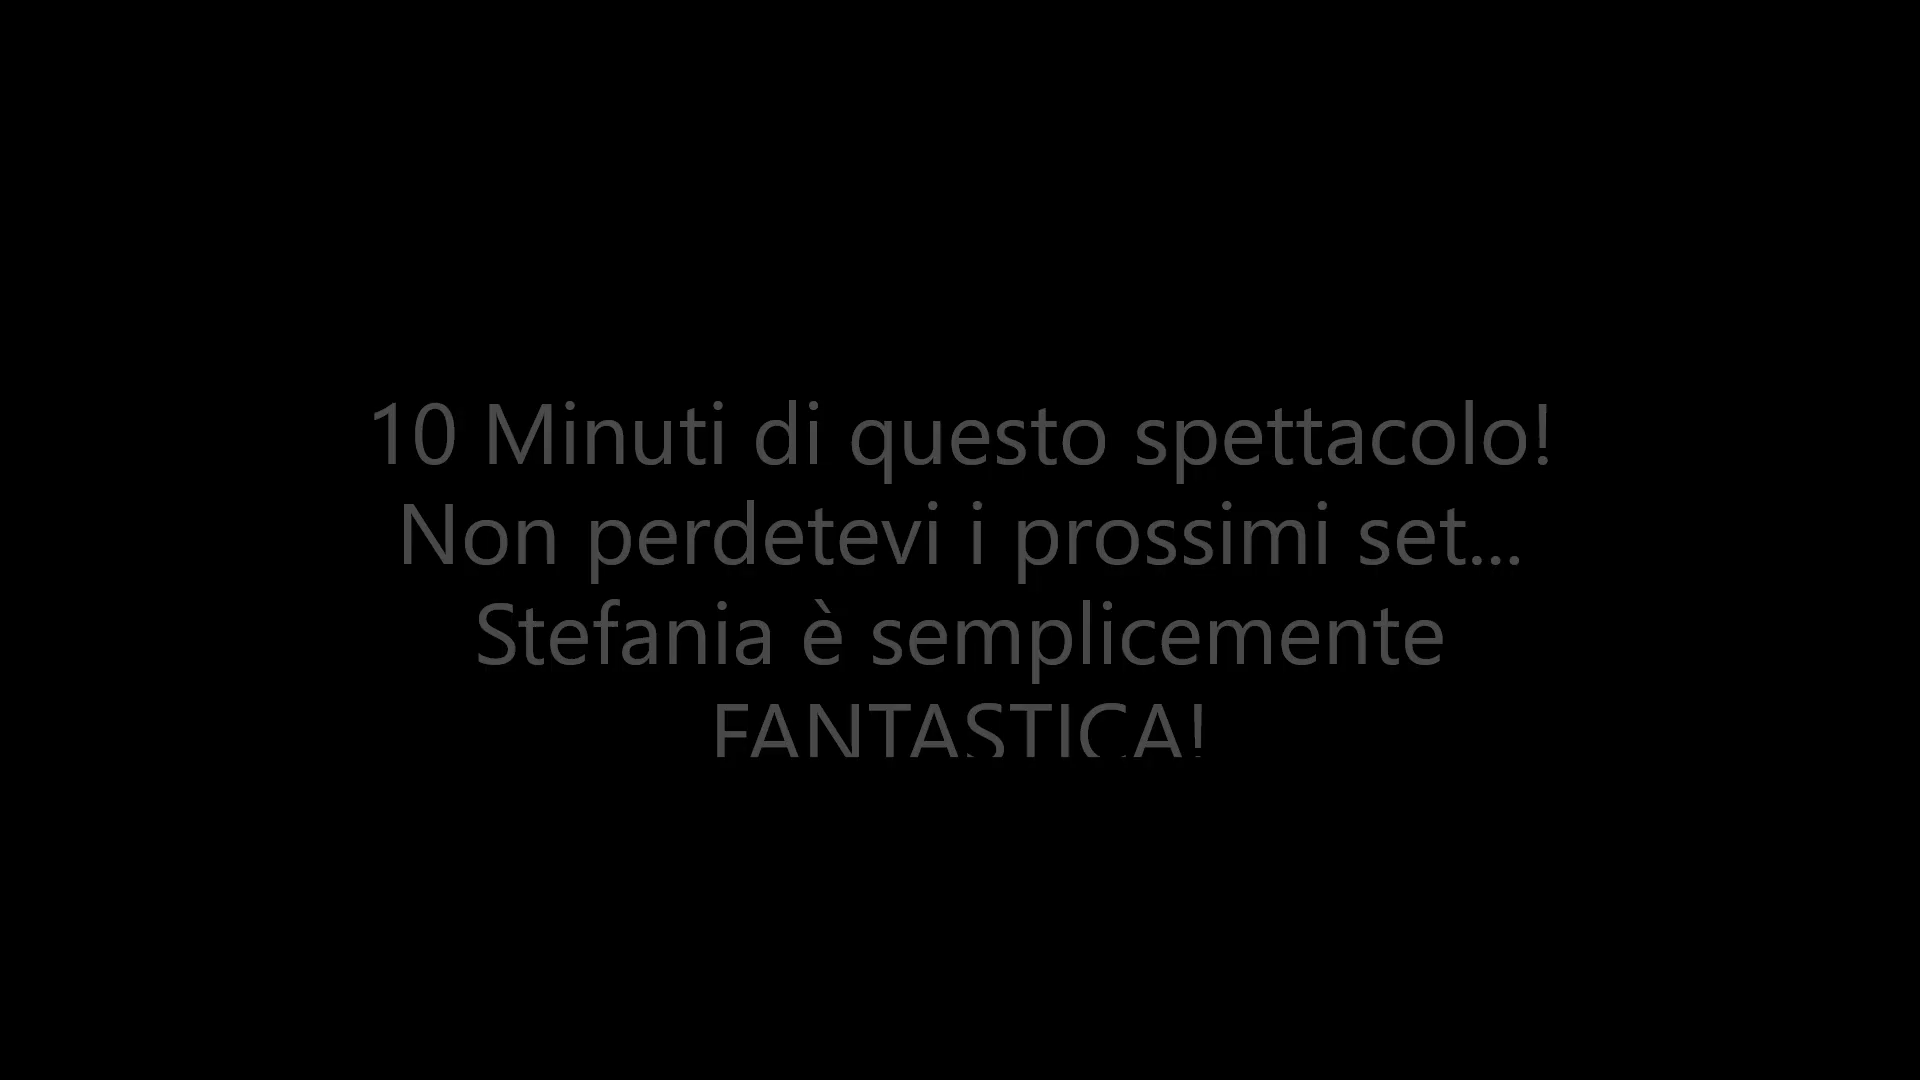 10 Minuti di questo spettacolo!
Non perdetevi i prossimi set...
Stefania è semplicemente
FANTASTICA!